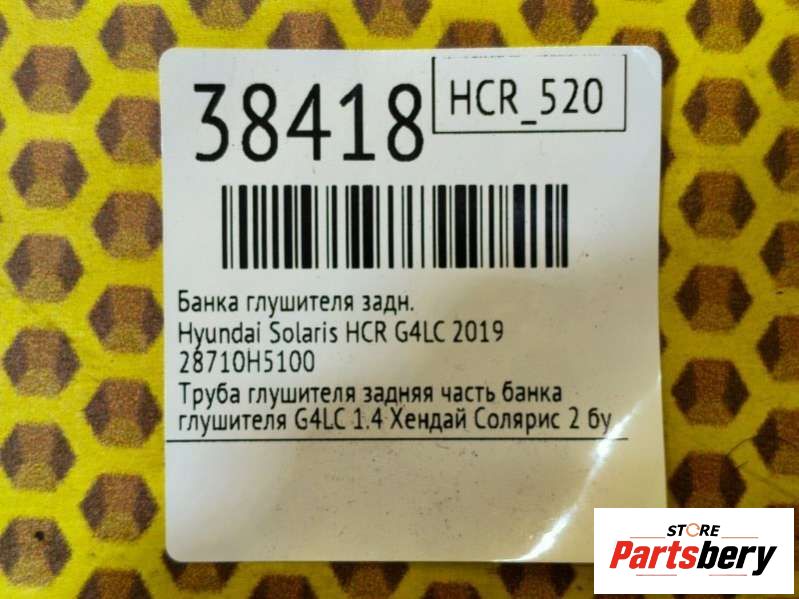 38418
HCR_520
Банка глушителя задн.
Hyundai Solaris HCR G4LC 2019
28710H5100
Труба глушителя задняя часть банка
глушителя G4LC 1.4 Хендай Солярис 2 бу
STORE
Partsbery